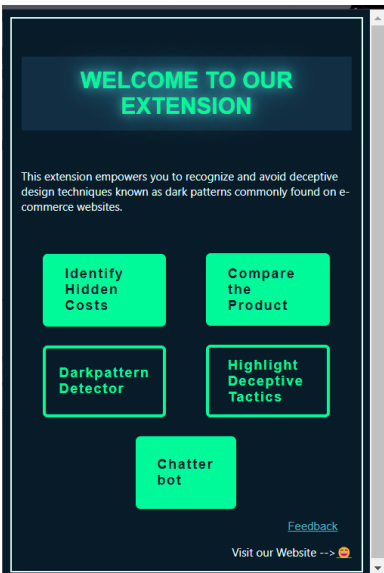 WELCOME TO OUR
EXTENSION
This extension empowers you to recognize and avoid deceptive
design techniques known as dark patterns commonly found on e-
commerce websites.
Identify
Hidden
Costs
Compare
the
Product
Darkpattern
Detector
Highlight
Deceptive
Tactics
Chatter
bot
Feedback
Visit our Website --> 😍